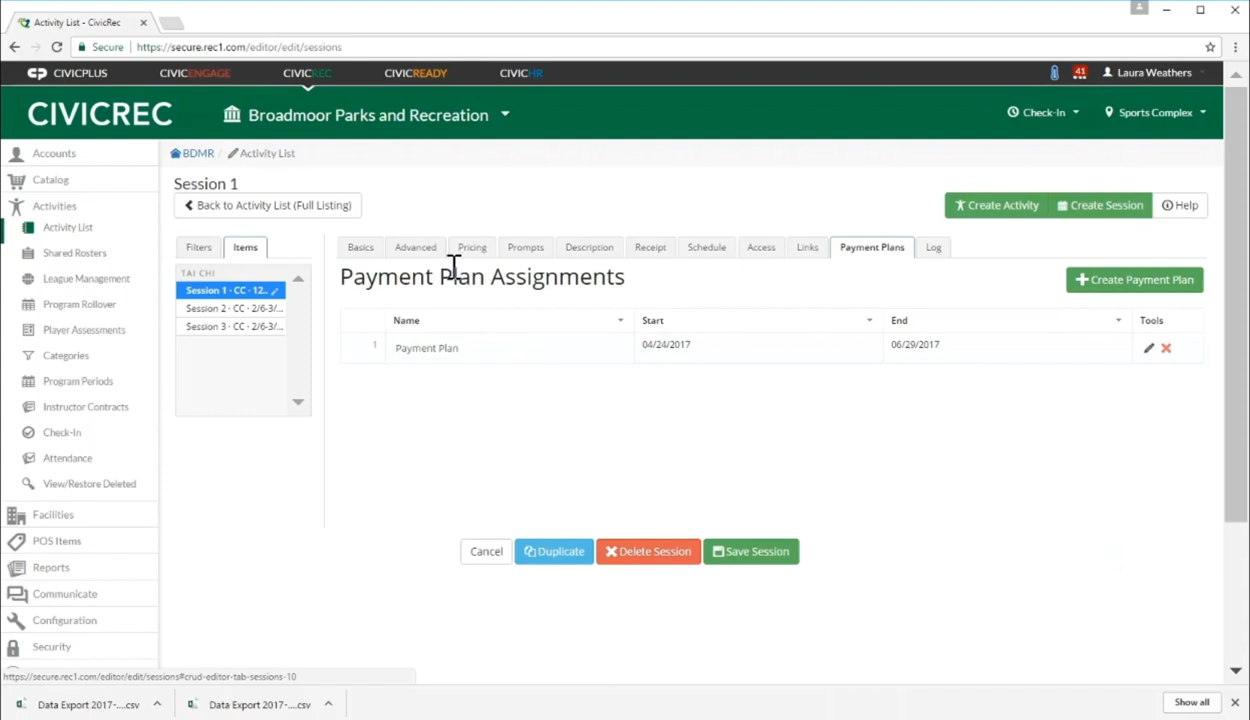 Activity List - CivicRec
Secure https://secure.rec1.com/editor/edit/sessions
CP CIVICPLUS CIVICENGAGE CIVICREC CIVICREADY CIVICHR 41 Laura Weathers
CIVICREC Broadmoor Parks and Recreation Check-In Sports Complex
Accounts
Catalog
Activities
Activity List
Shared Rosters
League Management
Program Rollover
Player Assessments
Categories
Program Periods
Instructor Contracts
Check-In
Attendance
View/Restore Deleted
Facilities
POS Items
Reports
Communicate
Configuration
Security
BDMR / Activity List
Session 1
Back to Activity List (Full Listing) Create Activity Create Session Help
Filters Items
TAI CHI
Session 1 - CC - 12...
Session 2 - CC - 2/6-3/...
Session 3 - CC - 2/6-3/...
Basics Advanced Pricing Prompts Description Receipt Schedule Access Links Payment Plans Log
Payment Plan Assignments Create Payment Plan
Name Start End Tools
1 Payment Plan 04/24/2017 06/29/2017
Cancel Duplicate Delete Session Save Session
https://secure.rec1.com/editor/edit/sessions#crud-editor-tab-sessions-10
Data Export 2017-....csv Data Export 2017-....csv Show all